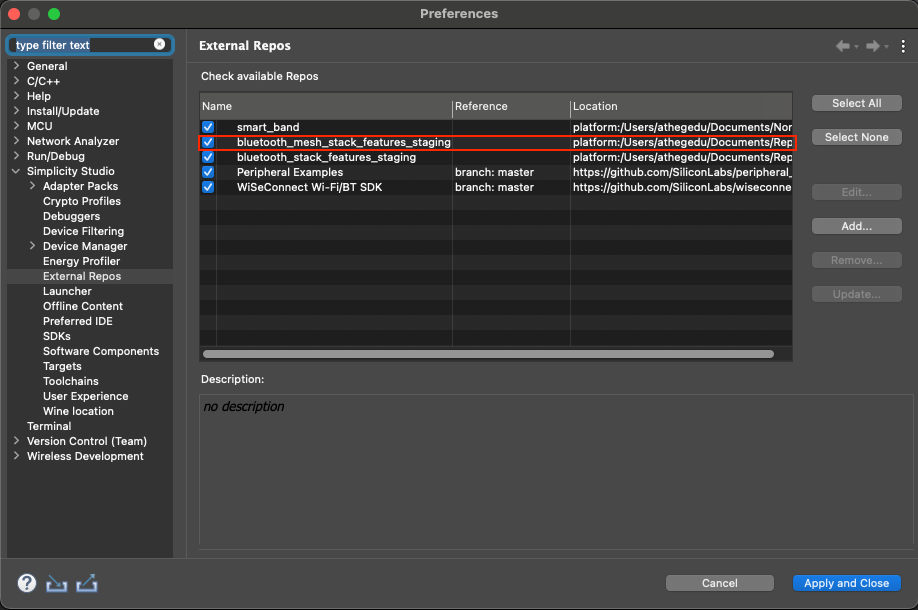 Preferences
type filter text
General
C/C++
Help
Install/Update
MCU
Network Analyzer
Run/Debug
Simplicity Studio
Adapter Packs
Crypto Profiles
Debuggers
Device Filtering
Device Manager
Energy Profiler
External Repos
Launcher
Offline Content
Preferred IDE
SDKs
Software Components
Targets
Toolchains
User Experience
Wine location
Terminal
Version Control (Team)
Wireless Development
External Repos
Check available Repos
Name Reference Location
smart_band platform:/Users/athegedu/Documents/Nor
bluetooth_mesh_stack_features_staging platform:/Users/athegedu/Documents/Rep
bluetooth_stack_features_staging platform:/Users/athegedu/Documents/Rep
Peripheral Examples branch: master https://github.com/SiliconLabs/peripheral_
WiSeConnect Wi-Fi/BT SDK branch: master https://github.com/SiliconLabs/wiseconne
Select All
Select None
Edit...
Add...
Remove...
Update...
Description:
no description
?
Cancel
Apply and Close